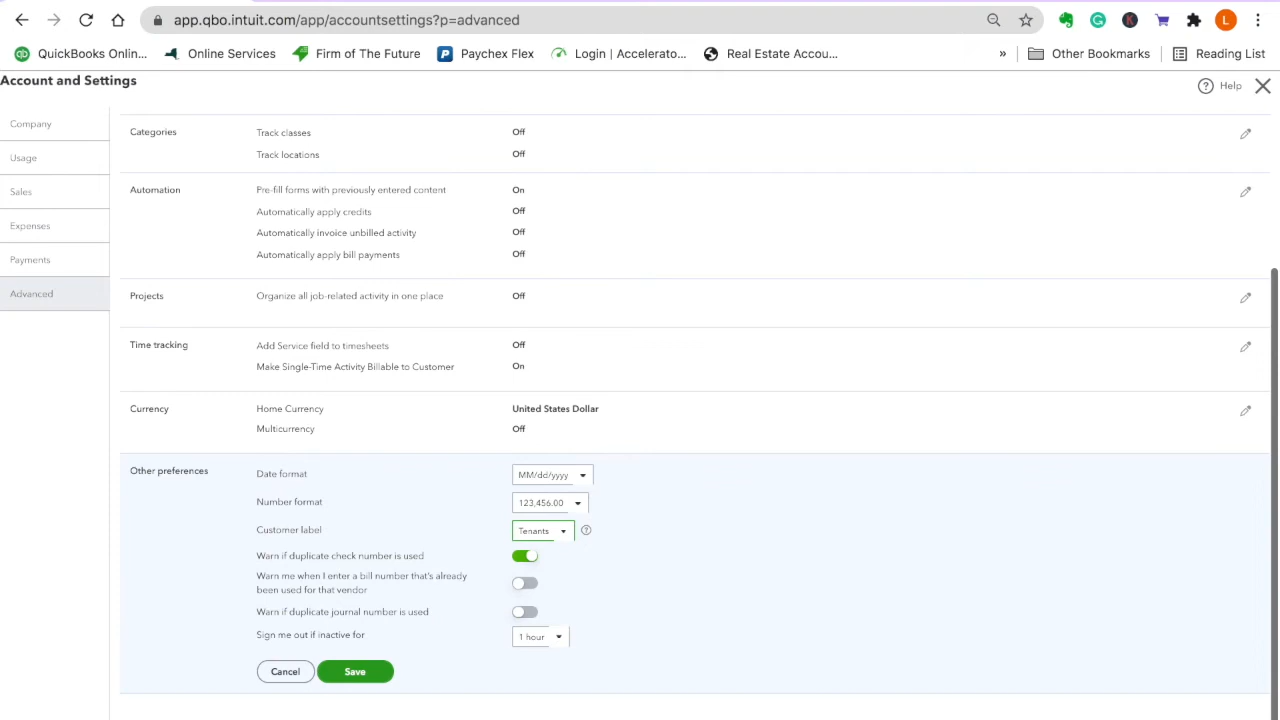 app.qbo.intuit.com/app/accountsettings?p=advanced
L
QuickBooks Onlin... Online Services Firm of The Future Paychex Flex Login | Accelerato... Real Estate Accou... » Other Bookmarks Reading List
Account and Settings
Help
Company
Usage
Sales
Expenses
Payments
Advanced
Categories Track classes Off
Track locations Off
Automation Pre-fill forms with previously entered content On
Automatically apply credits Off
Automatically invoice unbilled activity Off
Automatically apply bill payments Off
Projects Organize all job-related activity in one place Off
Time tracking Add Service field to timesheets Off
Make Single-Time Activity Billable to Customer On
Currency Home Currency United States Dollar
Multicurrency Off
Other preferences Date format MM/dd/yyyy
Number format 123,456.00
Customer label Tenants
Warn if duplicate check number is used
Warn me when I enter a bill number that's already
been used for that vendor
Warn if duplicate journal number is used
Sign me out if inactive for 1 hour
Cancel Save